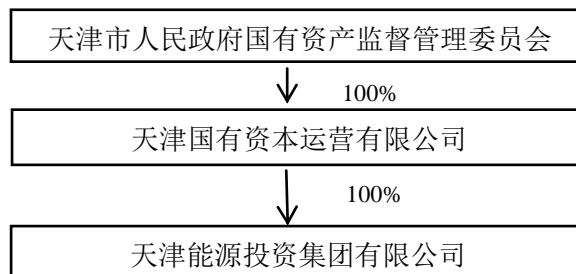 天津市人民政府国有资产监督管理委员会
100%
天津国有资本运营有限公司
100%
天津能源投资集团有限公司